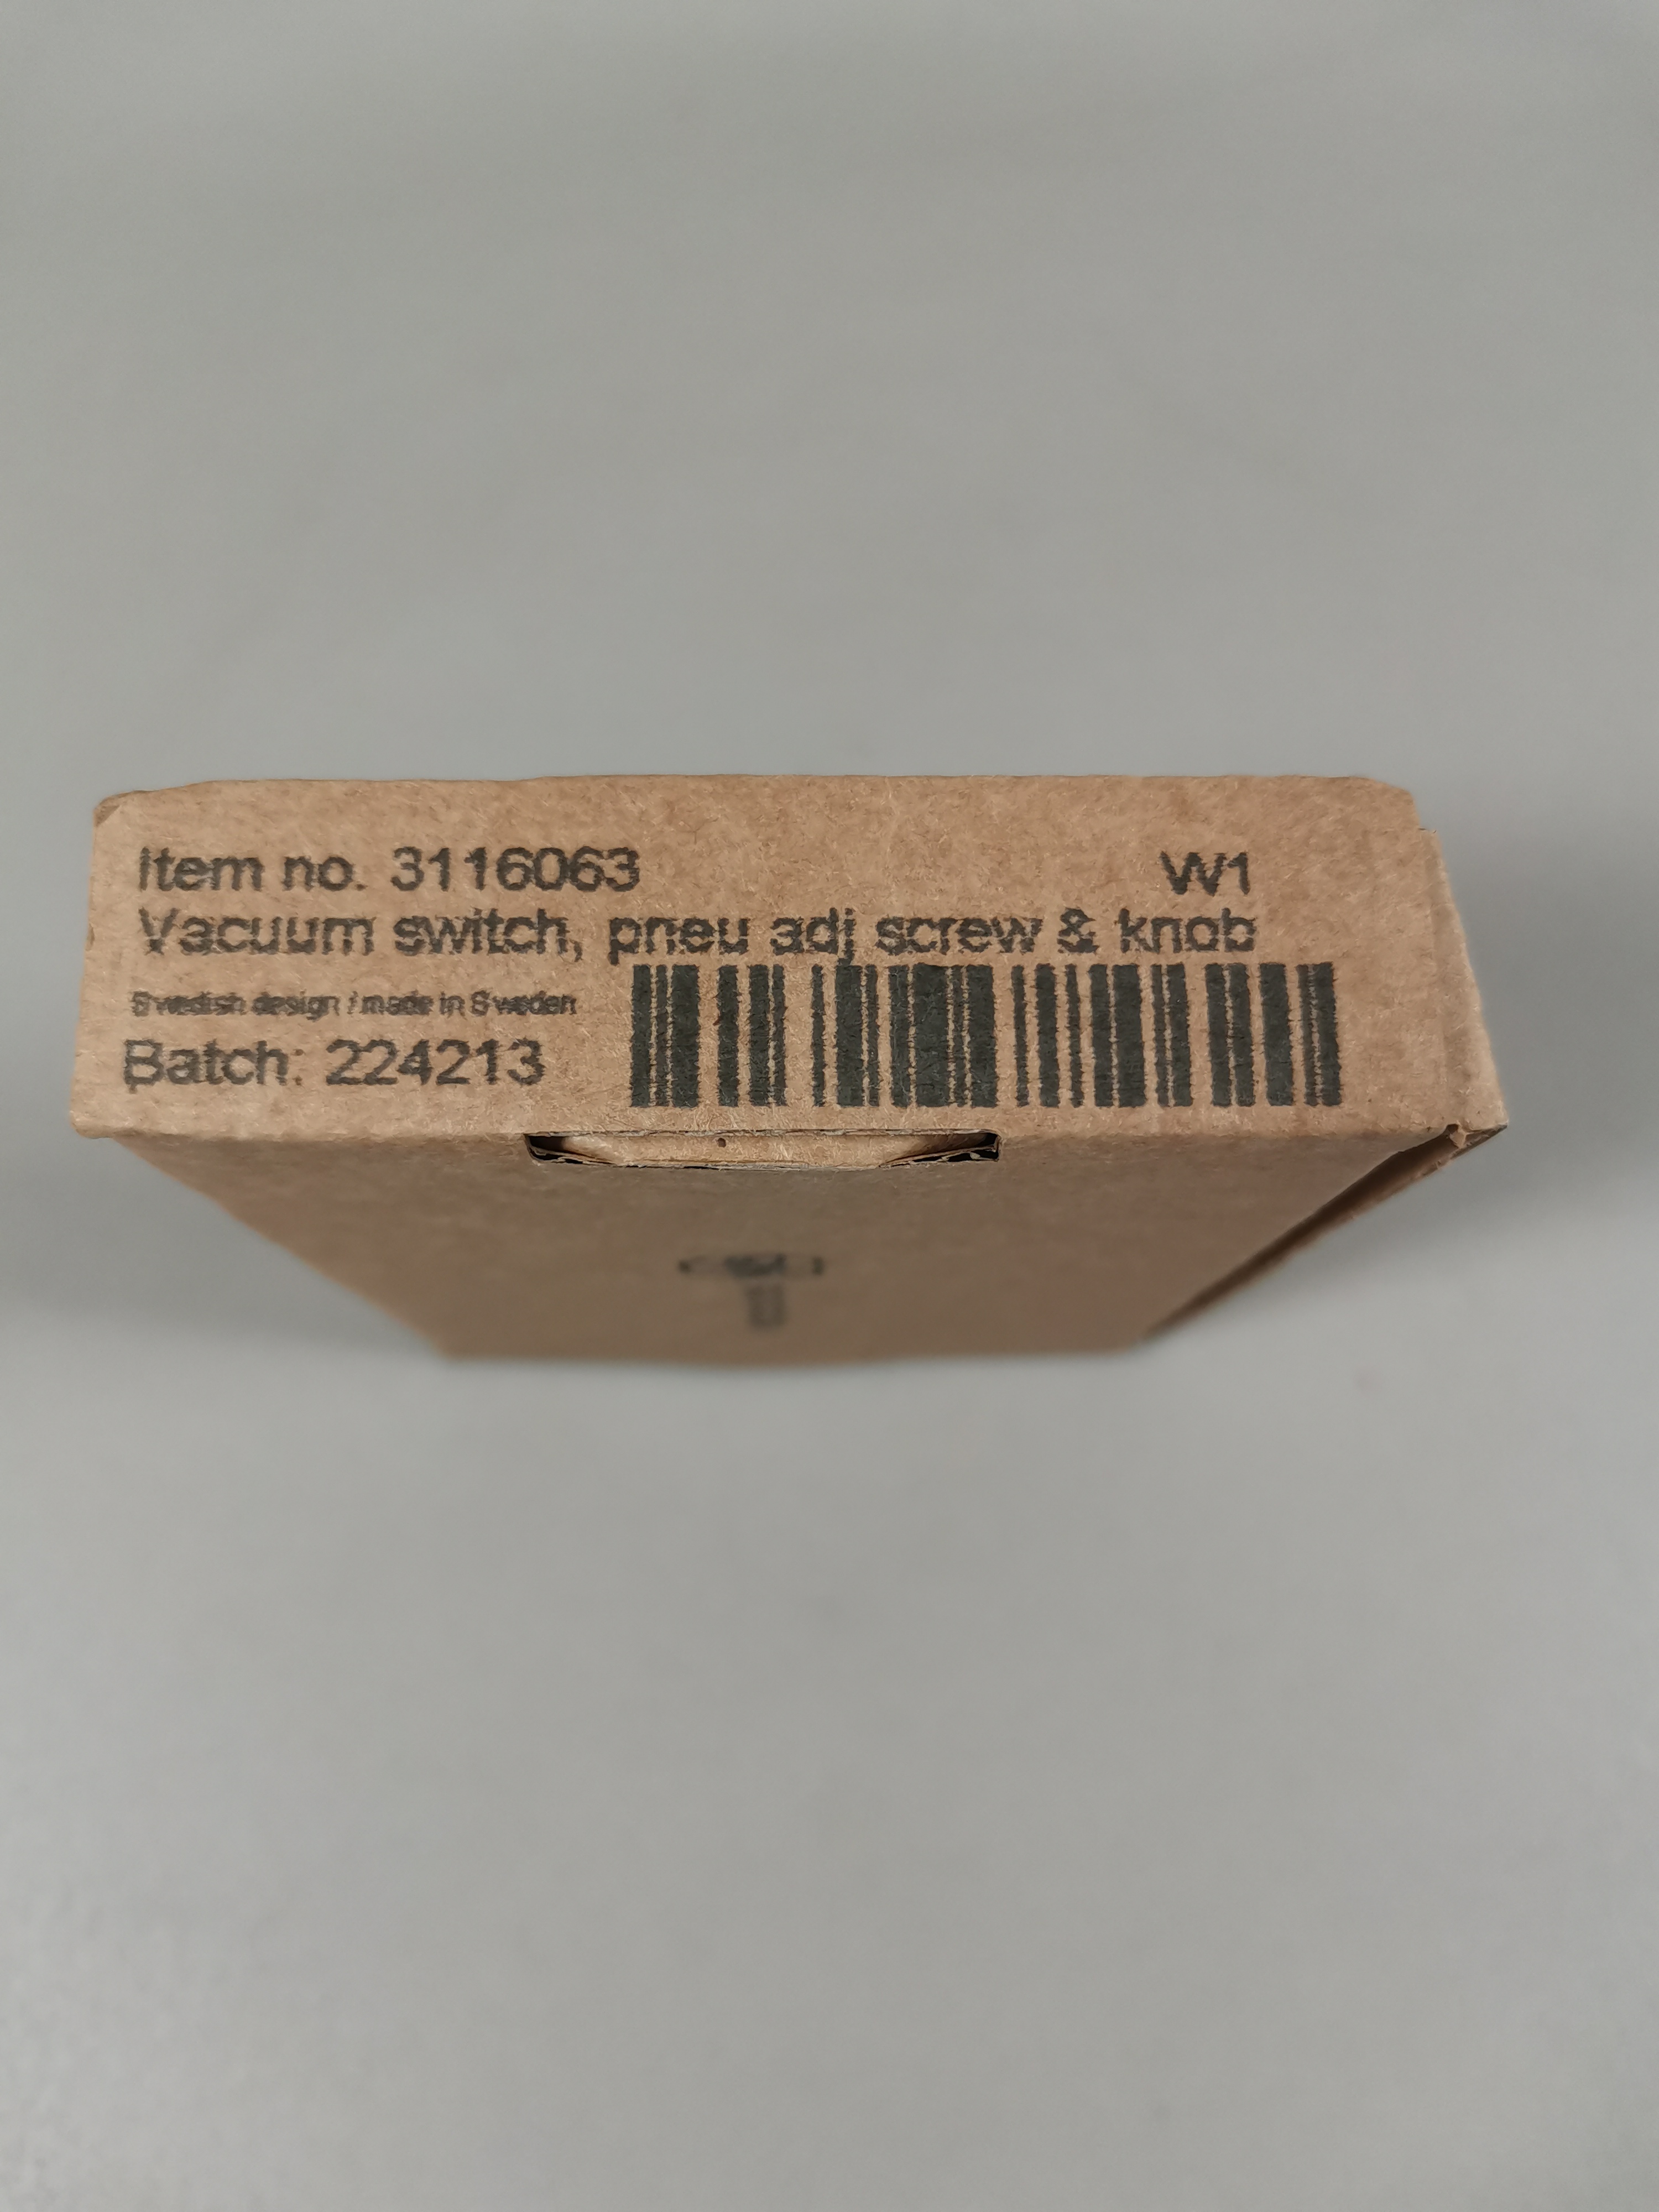 Item no. 3116063 W1
Vacuum switch, pneu adj screw & knob
Swedish design / made in Sweden
Batch: 224213